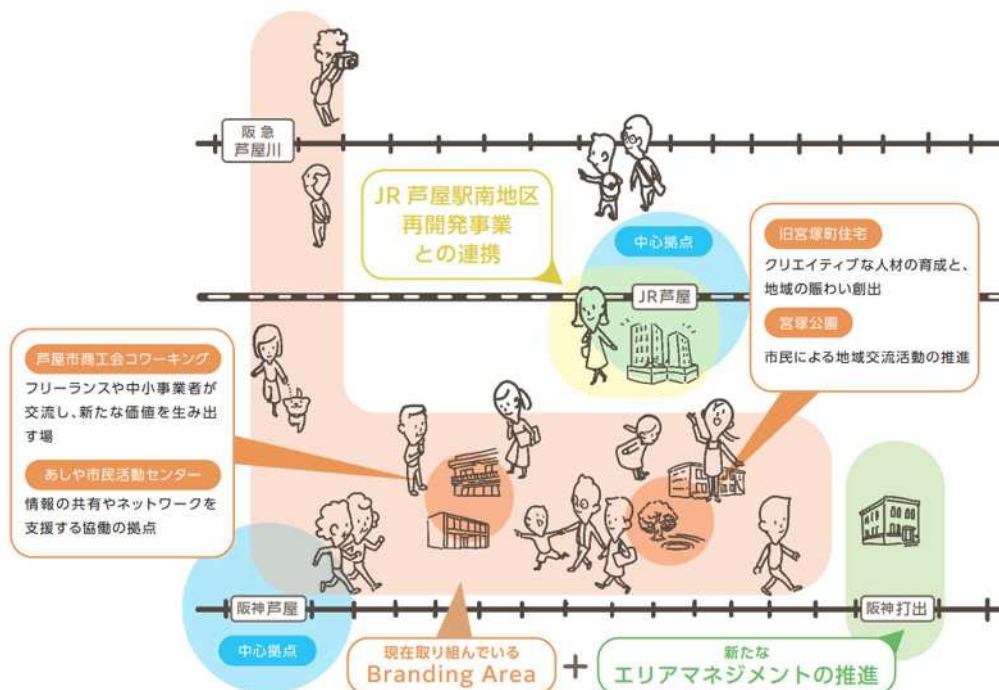 阪急
芦屋川
JR 芦屋駅南地区
再開発事業
との連携
中心拠点
JR芦屋
旧宮塚町住宅
クリエイティブな人材の育成と、
地域の賑わい創出
宮塚公園
市民による地域交流活動の推進
芦屋市商工会コワーキング
フリーランスや中小事業者が
交流し、新たな価値を生み出
す場
あしや市民活動センター
情報の共有やネットワークを
支援する協働の拠点
阪神芦屋
中心拠点
阪神打出
現在取り組んでいる
Branding Area
+
新たな
エリアマネジメントの推進